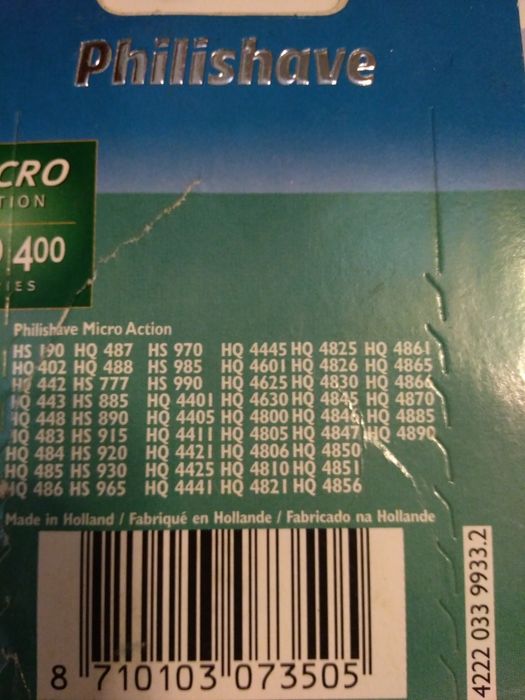 Philishave
CRO
TION
400
IES
Philishave Micro Action
HS 190 HQ 487 HS 970 HQ 4445 HQ 4825 HQ 4861
HQ 402 HQ 488 HS 985 HQ 4601 HQ 4826 HQ 4865
HQ 442 HS 777 HS 990 HQ 4625 HQ 4830 HQ 4866
HQ 443 HS 885 HQ 4401 HQ 4630 HQ 4845 HQ 4870
HQ 448 HS 890 HQ 4405 HQ 4800 HQ 4846 HQ 4885
HQ 483 HS 915 HQ 4411 HQ 4805 HQ 4847 HQ 4890
HQ 484 HS 920 HQ 4421 HQ 4806 HQ 4850
HQ 485 HS 930 HQ 4425 HQ 4810 HQ 4851
HQ 486 HS 965 HQ 4441 HQ 4821 HQ 4856
Made in Holland / Fabriqué en Hollande / Fabricado na Hollande
8 710103 073505
4222 033 9933.2